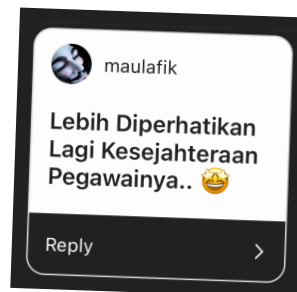 maulafik
Lebih Diperhatikan
Lagi Kesejahteraan
Pegawainya.. 🤩
Reply